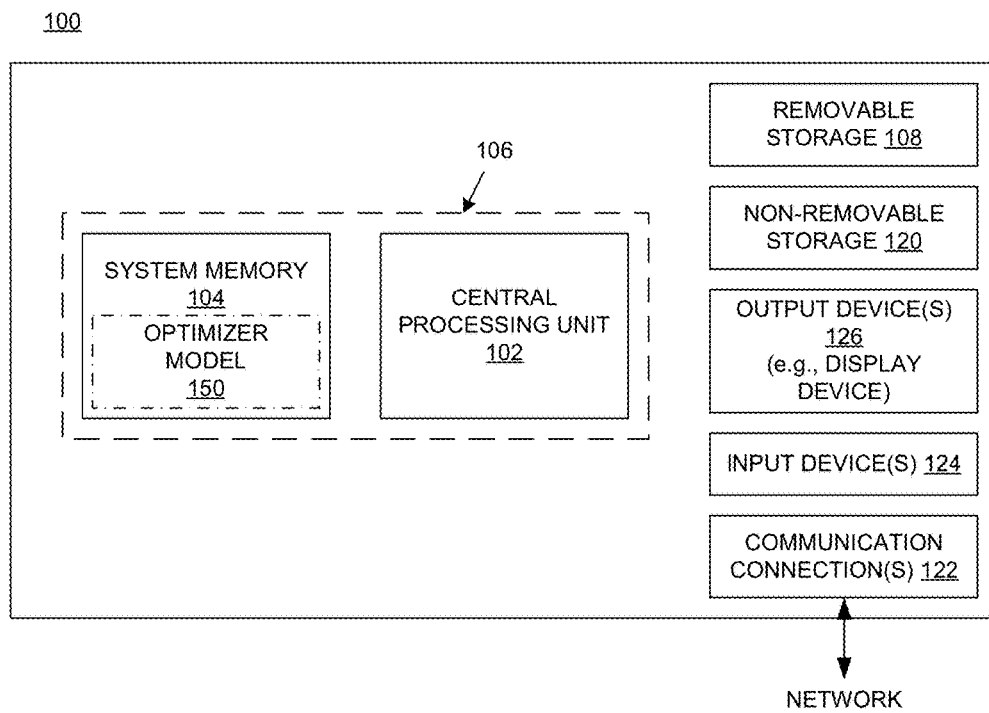 100
106
SYSTEM MEMORY
104
OPTIMIZER
MODEL
150
CENTRAL
PROCESSING UNIT
102
REMOVABLE
STORAGE 108
NON-REMOVABLE
STORAGE 120
OUTPUT DEVICE(S)
126
(e.g., DISPLAY
DEVICE)
INPUT DEVICE(S) 124
COMMUNICATION
CONNECTION(S) 122
NETWORK